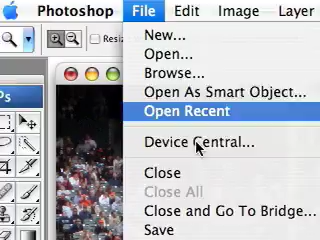 Photoshop File Edit Image Layer
Resiz
New...
Open...
Browse...
Open As Smart Object...
Open Recent
Ps
Device Central...
Close
Close All
Close and Go To Bridge...
Save